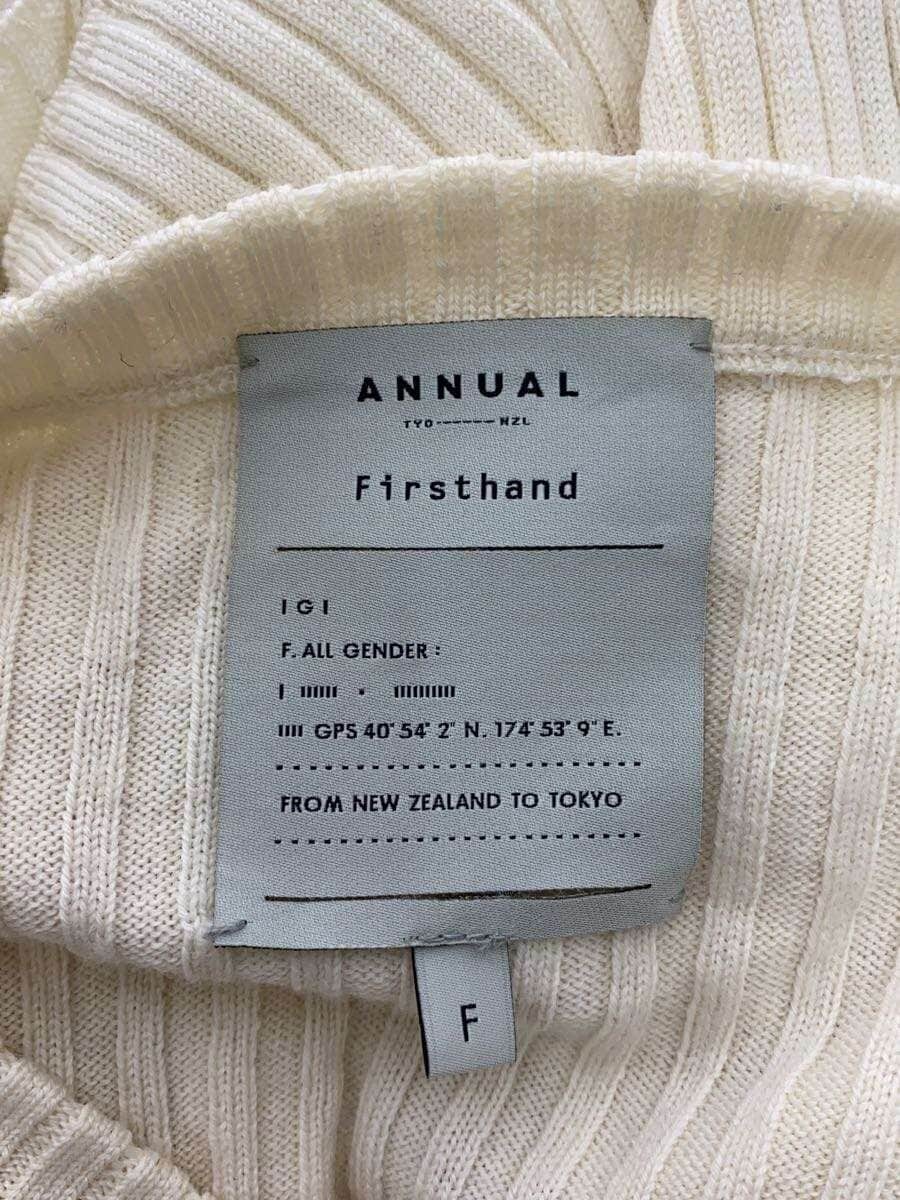 ANNUAL
TYO------NZL
Firsthand
IGI
F. ALL GENDER :
GPS 40° 54' 2" N. 174° 53' 9" E.
FROM NEW ZEALAND TO TOKYO
F